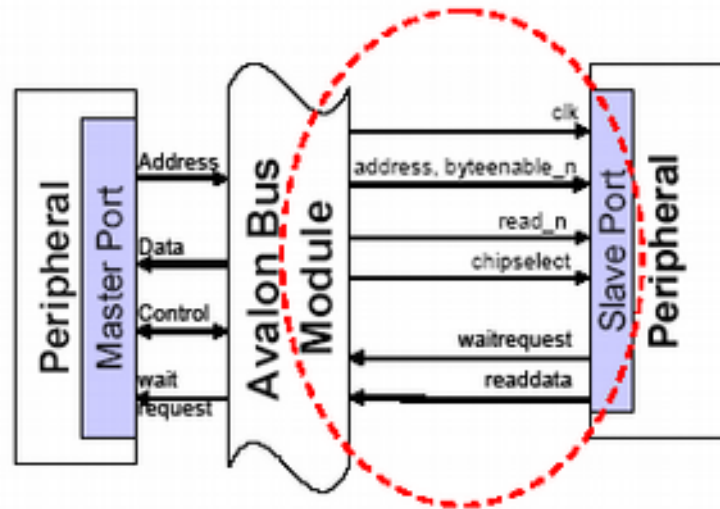 Peripheral
Master Port
Address
Data
Control
wait
request
Avalon Bus
Module
clk
address, byteenable_n
read_n
chipselect
waitrequest
readdata
Slave Port
Peripheral